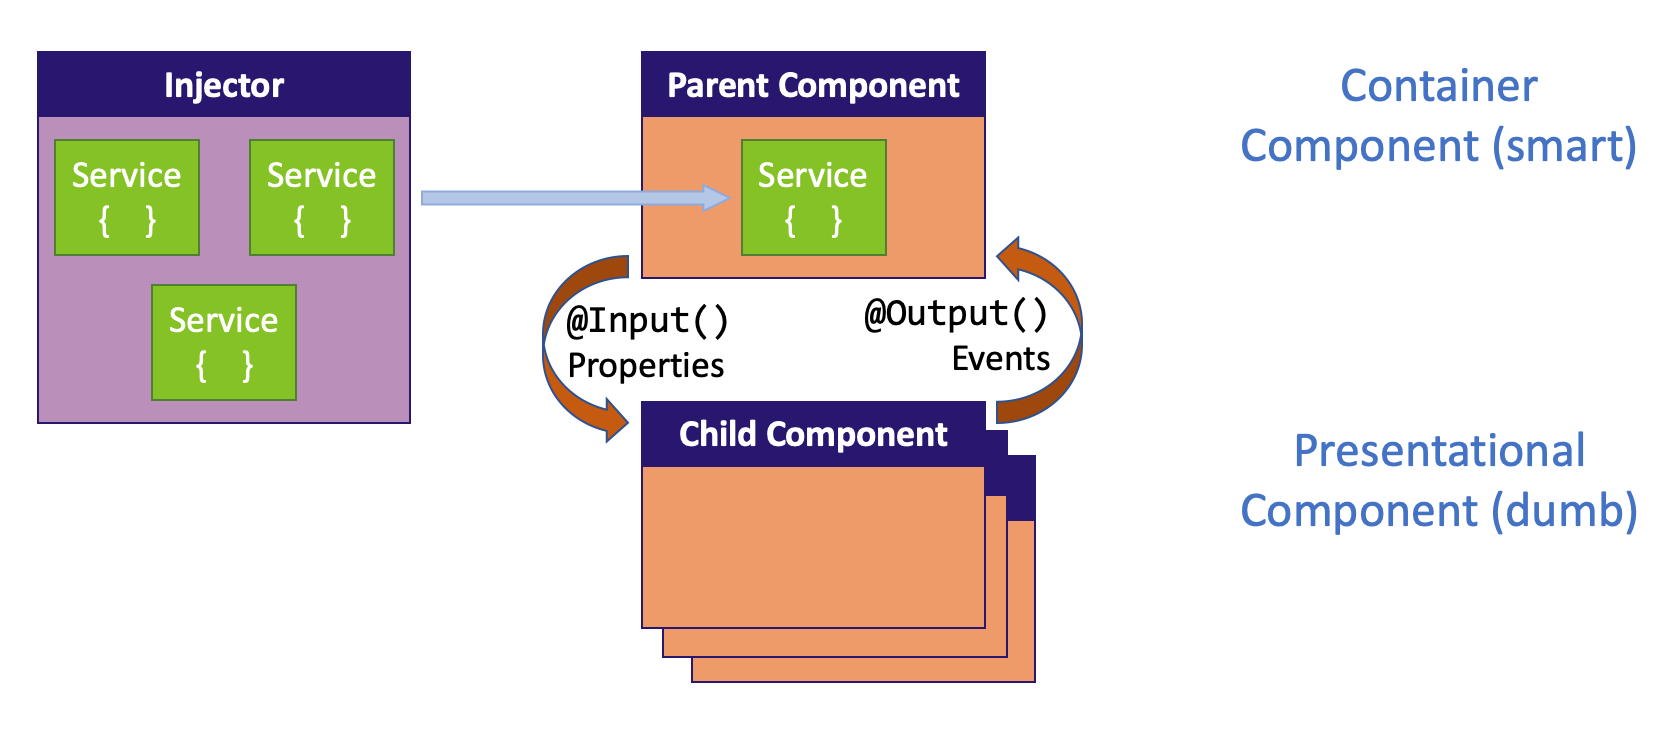 Injector
Service
{ }
Service
{ }
Service
{ }
Parent Component
Service
{ }
@Input()
Properties
@Output()
Events
Child Component
Container
Component (smart)
Presentational
Component (dumb)